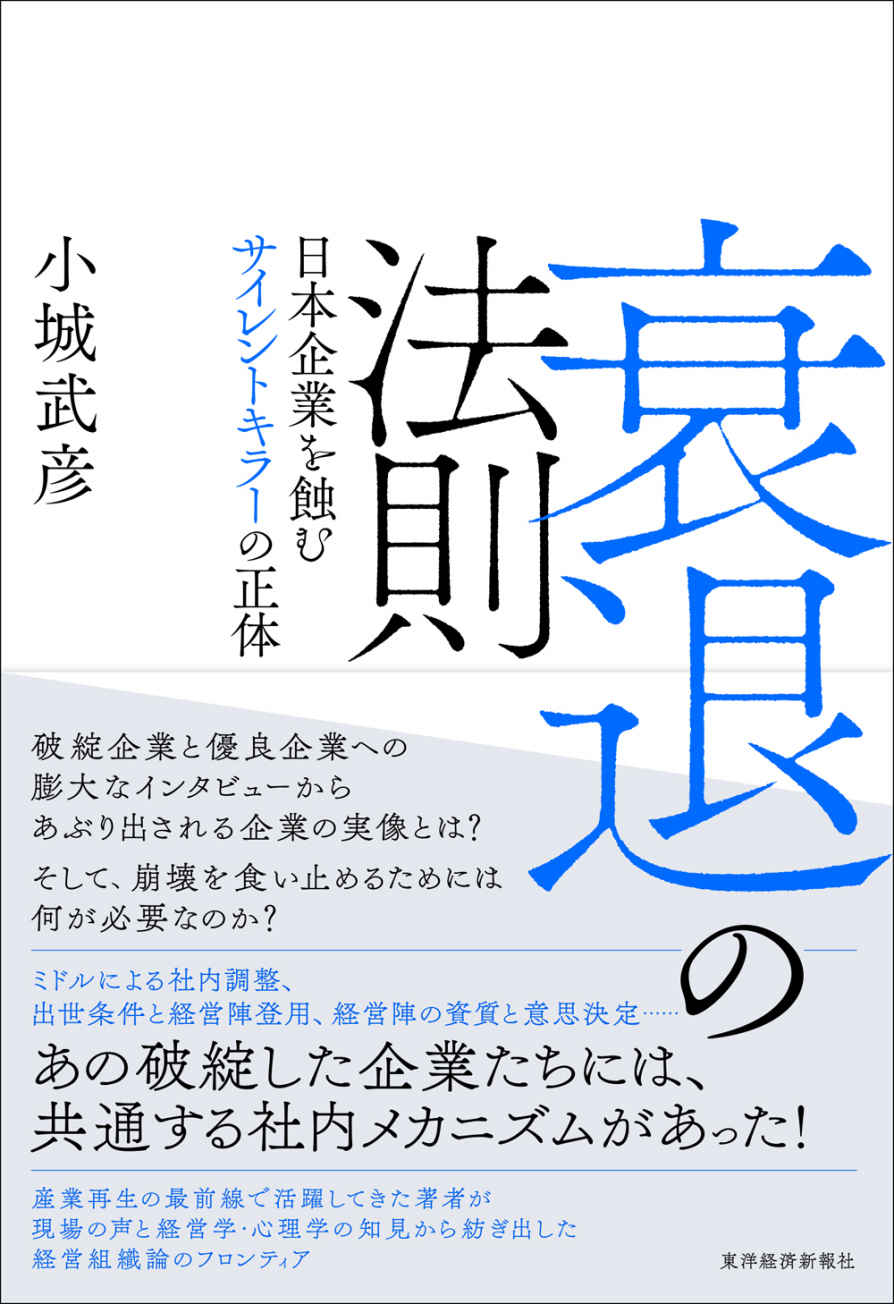 衰退の
法則
日本企業を蝕む
サイレントキラーの正体
小城武彦
破綻企業と優良企業への
膨大なインタビューから
あぶり出される企業の実像とは?
そして、崩壊を食い止めるためには
何が必要なのか?
ミドルによる社内調整、
出世条件と経営陣登用、経営陣の資質と意思決定……
あの破綻した企業たちには、
共通する社内メカニズムがあった!
産業再生の最前線で活躍してきた著者が
現場の声と経営学・心理学の知見から紡ぎ出した
経営組織論のフロンティア
東洋経済新報社